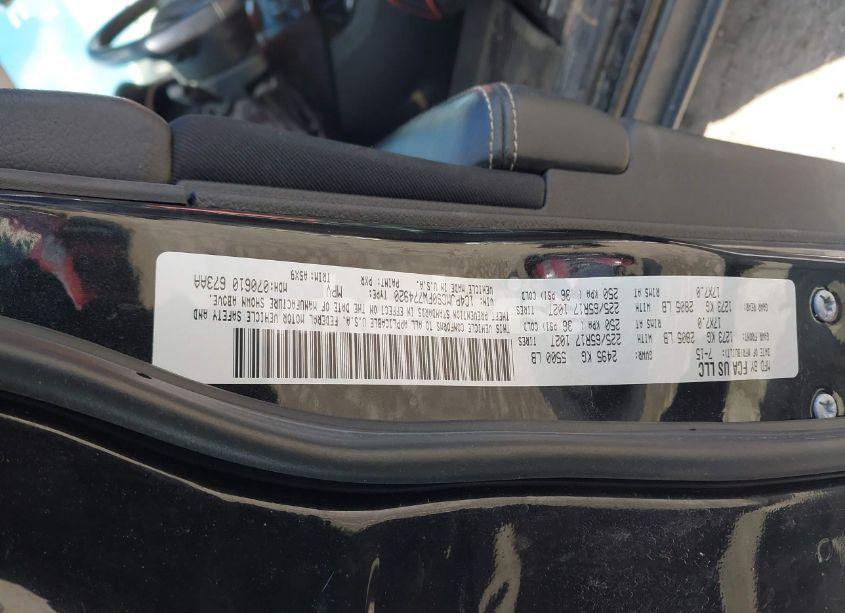 MFD BY FCA US LLC
DATE OF MFR(BUILT): 7-15 GVWR: 2495 KG 5500 LB
GAWR FRONT: 1273 KG 2805 LB WITH TIRES 225/65R17 102T
17X7.0 RIMS AT 250 KPA ( 36 PSI)COLD
GAWR REAR: 1273 KG 2805 LB WITH TIRES 225/65R17 102T
17X7.0 RIMS AT 250 KPA ( 36 PSI)COLD
THIS VEHICLE CONFORMS TO ALL APPLICABLE U.S.A. FEDERAL MOTOR VEHICLE SAFETY AND
THEFT PREVENTION STANDARDS IN EFFECT ON THE DATE OF MANUFACTURE SHOWN ABOVE.
VIN: 1C4PJMCS0FW774920 TYPE: MPV
VEHICLE MADE IN U.S.A. PAINT: PXR TRIM: A5X9
MDH:070610 673AA